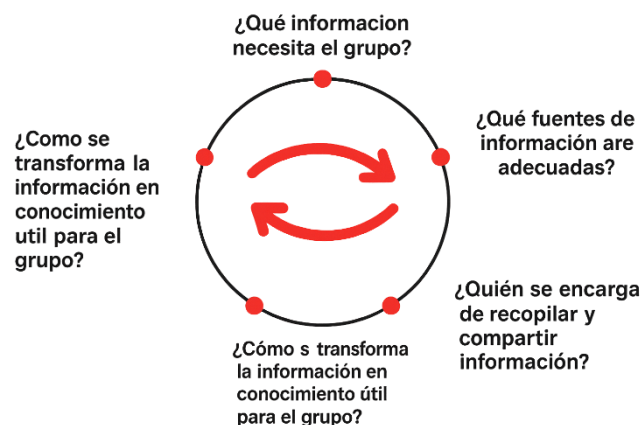 ¿Qué informacion
necesita el grupo?
¿Qué fuentes de
información are
adecuadas?
¿Quién se encarga
de recopilar y
compartir
información?
¿Cómo s transforma
la información en
conocimiento útil
para el grupo?
¿Como se
transforma la
información en
conocimiento
util para el
grupo?